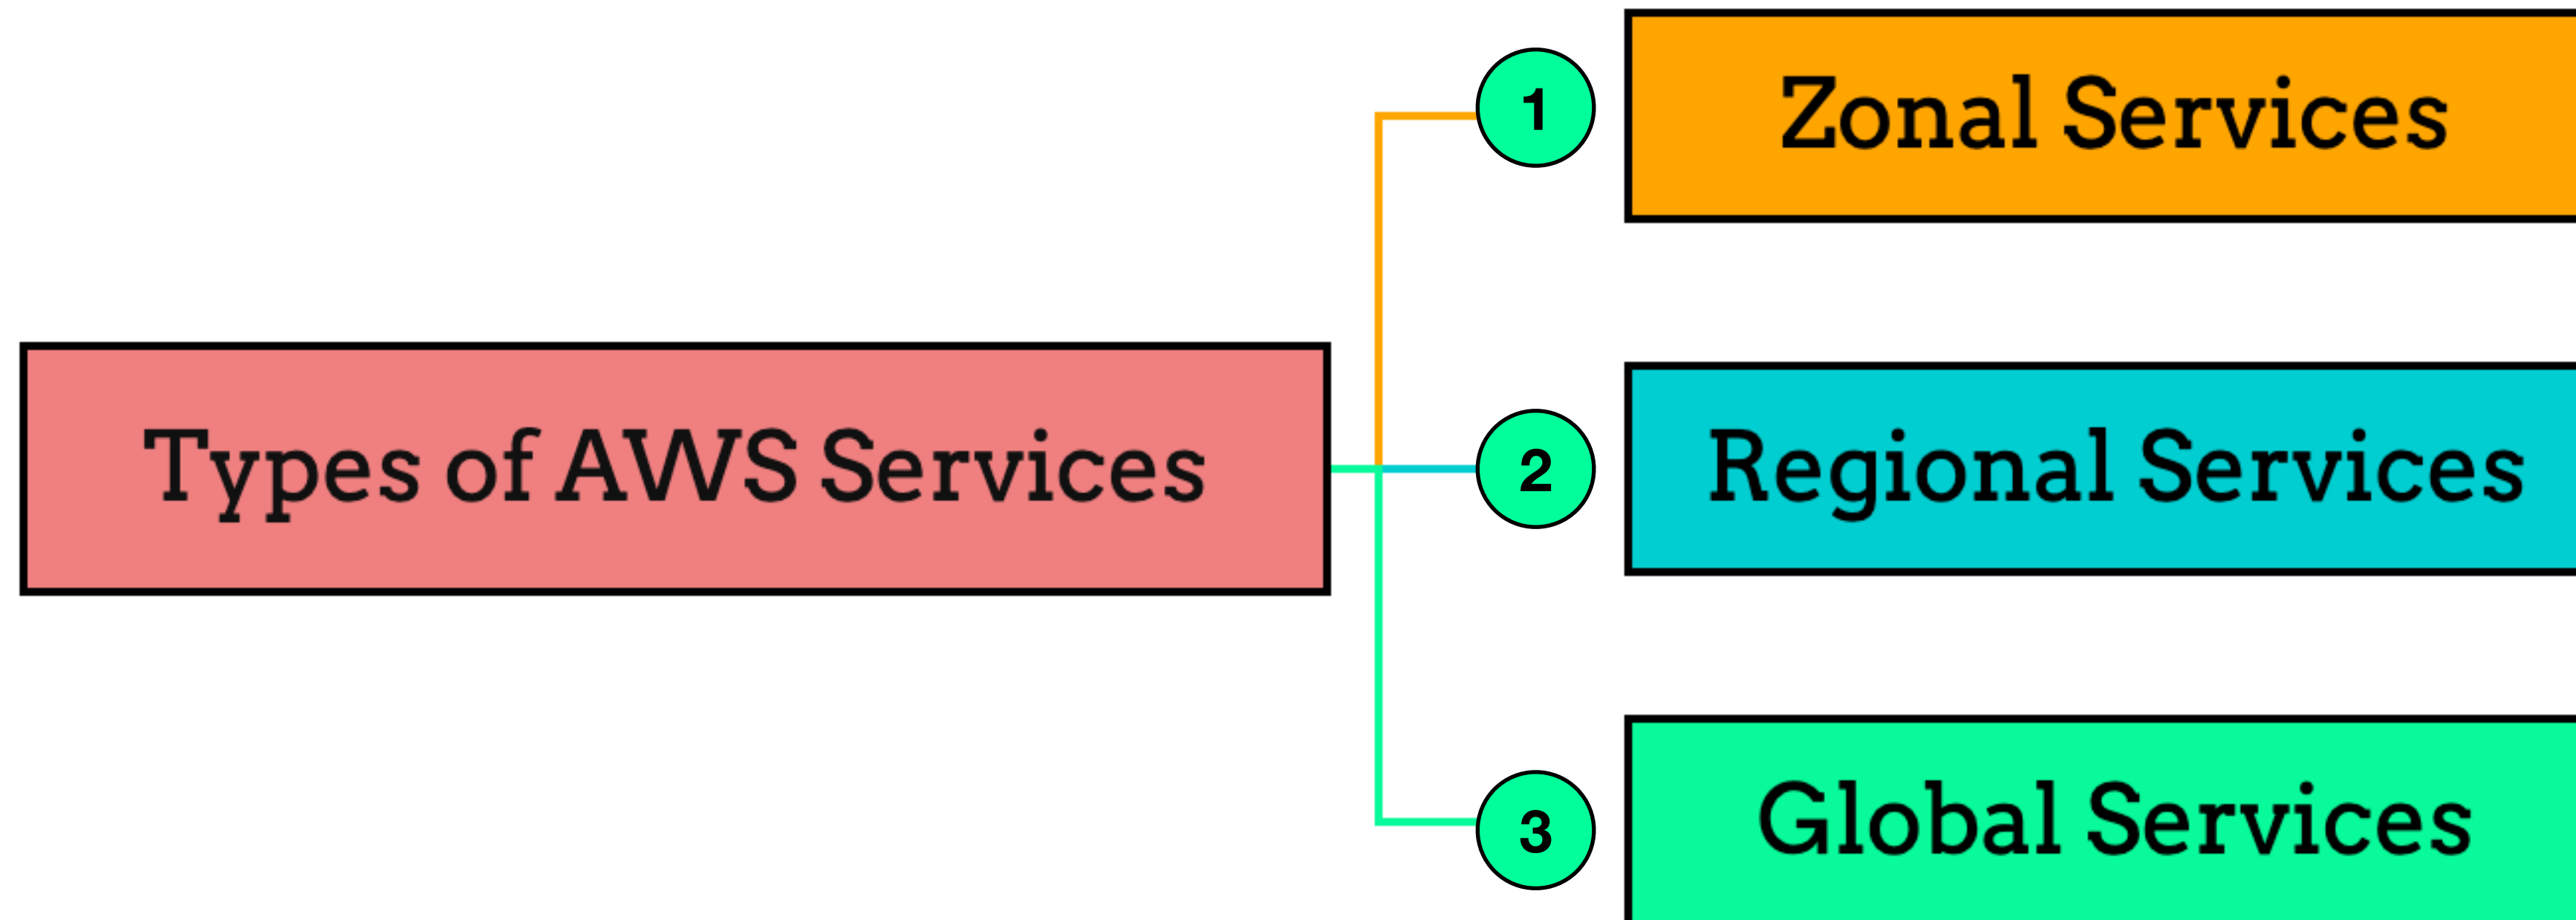 Types of AWS Services
1
Zonal Services
2
Regional Services
3
Global Services